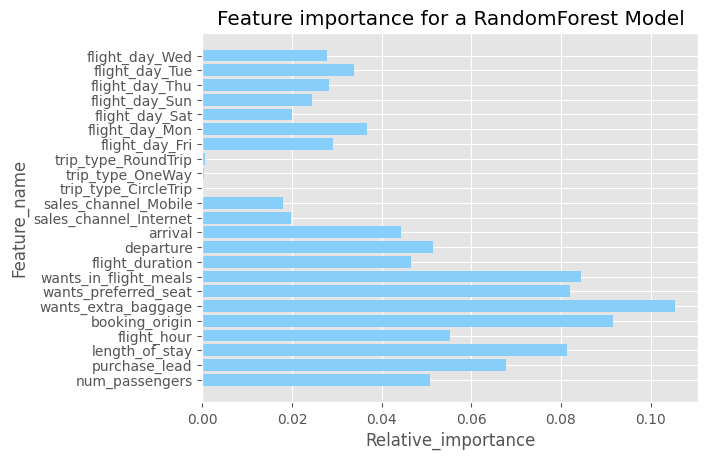 Feature importance for a RandomForest Model
Feature_name
flight_day_Wed
flight_day_Tue
flight_day_Thu
flight_day_Sun
flight_day_Sat
flight_day_Mon
flight_day_Fri
trip_type_RoundTrip
trip_type_OneWay
trip_type_CircleTrip
sales_channel_Mobile
sales_channel_Internet
arrival
departure
flight_duration
wants_in_flight_meals
wants_preferred_seat
wants_extra_baggage
booking_origin
flight_hour
length_of_stay
purchase_lead
num_passengers
0.00 0.02 0.04 0.06 0.08 0.10
Relative_importance